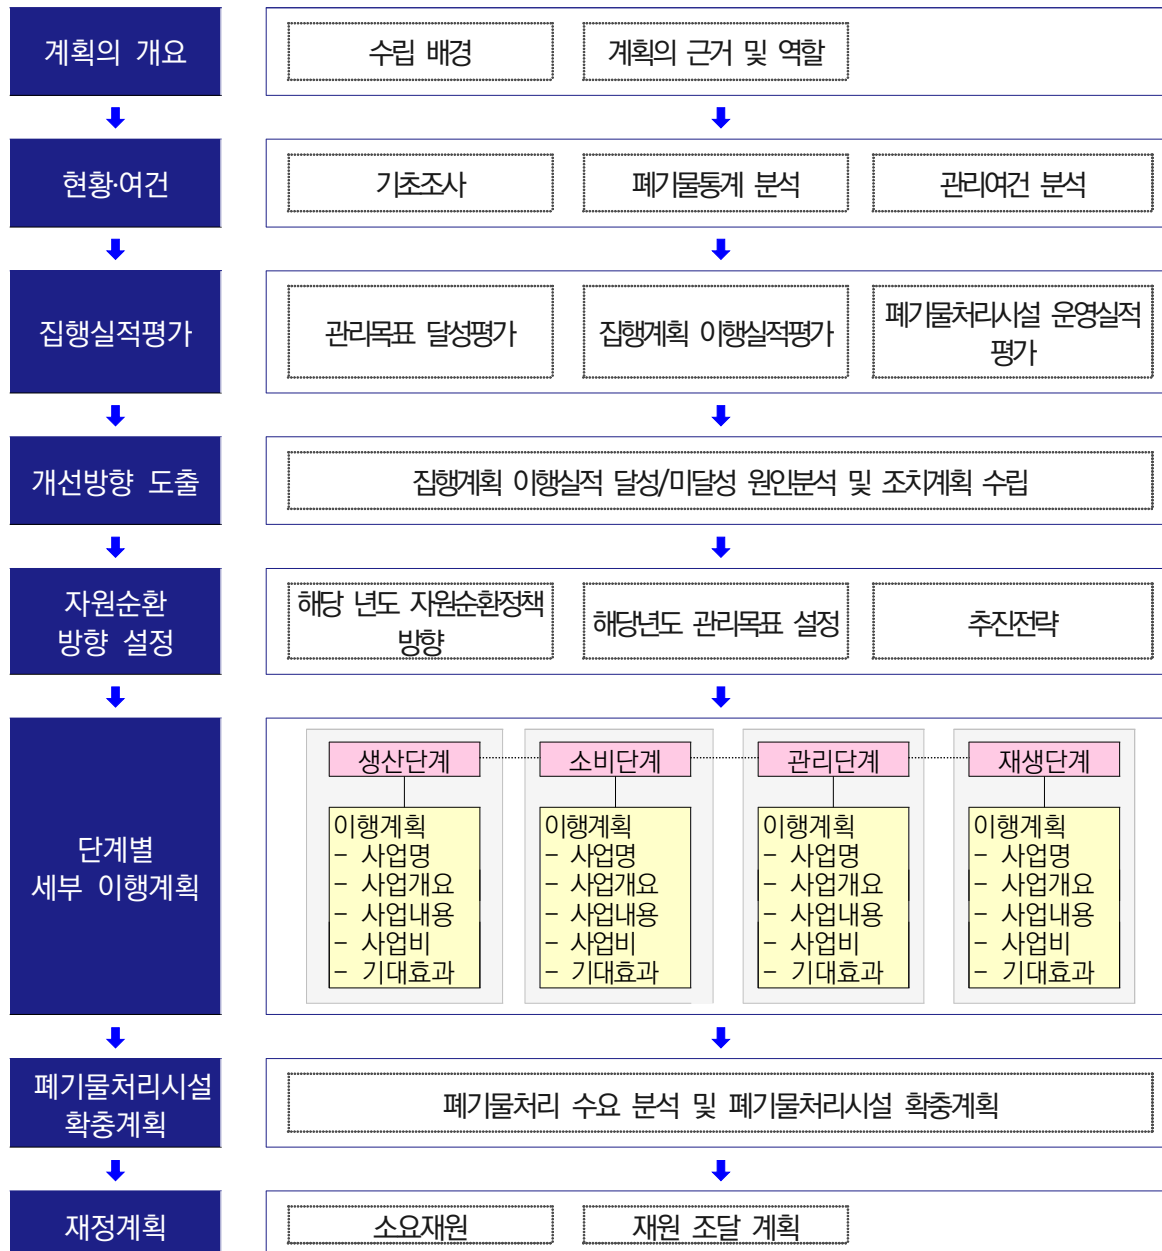 계획의 개요
수립 배경
계획의 근거 및 역할
현황·여건
기초조사
폐기물통계 분석
관리여건 분석
집행실적평가
관리목표 달성평가
집행계획 이행실적평가
폐기물처리시설 운영실적
평가
개선방향 도출
집행계획 이행실적 달성/미달성 원인분석 및 조치계획 수립
자원순환
방향 설정
해당 년도 자원순환정책
방향
해당년도 관리목표 설정
추진전략
단계별
세부 이행계획
생산단계
이행계획
- 사업명
- 사업개요
- 사업내용
- 사업비
- 기대효과
소비단계
이행계획
- 사업명
- 사업개요
- 사업내용
- 사업비
- 기대효과
관리단계
이행계획
- 사업명
- 사업개요
- 사업내용
- 사업비
- 기대효과
재생단계
이행계획
- 사업명
- 사업개요
- 사업내용
- 사업비
- 기대효과
폐기물처리시설
확충계획
폐기물처리 수요 분석 및 폐기물처리시설 확충계획
재정계획
소요재원
재원 조달 계획